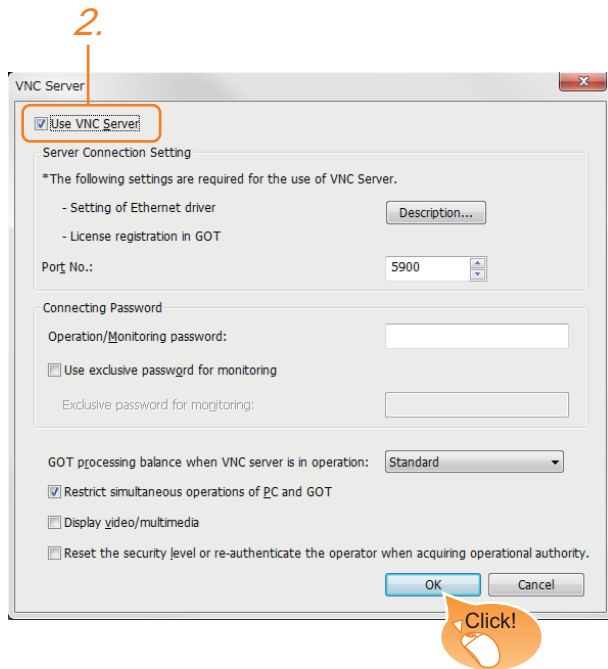 2.
VNC Server
Use VNC Server
Server Connection Setting
*The following settings are required for the use of VNC Server.
- Setting of Ethernet driver
Description...
- License registration in GOT
Port No.:
5900
Connecting Password
Operation/Monitoring password:
Use exclusive password for monitoring
Exclusive password for monitoring:
GOT processing balance when VNC server is in operation:
Standard
Restrict simultaneous operations of PC and GOT
Display video/multimedia
Reset the security level or re-authenticate the operator when acquiring operational authority.
OK
Cancel
Click!